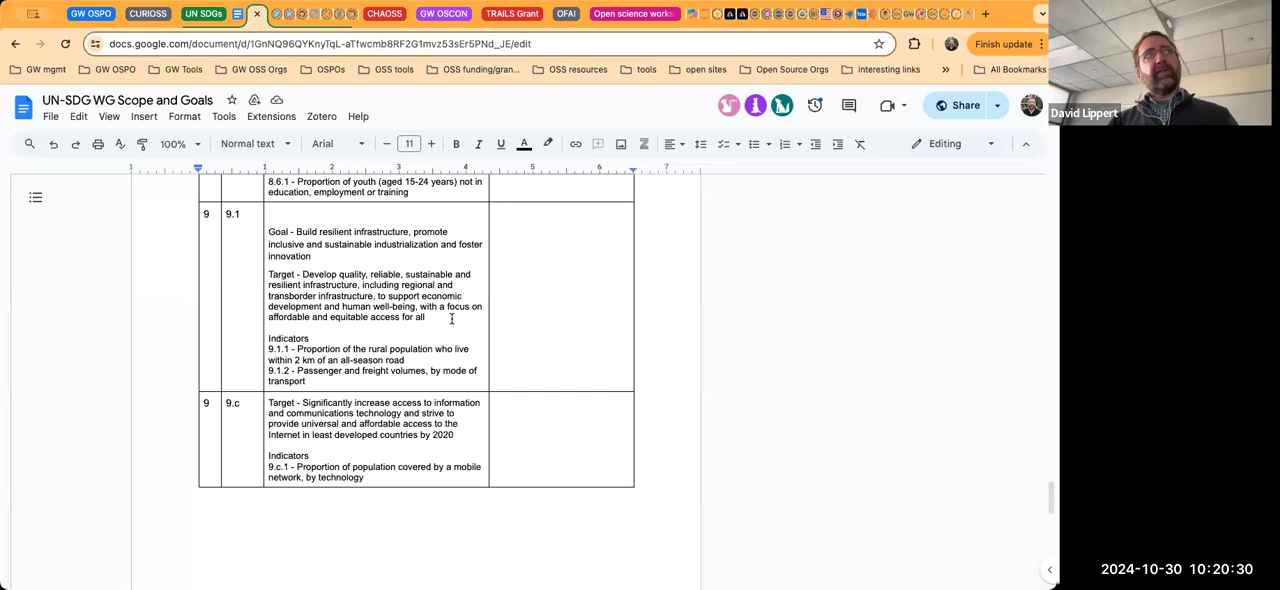 GW OSPO
CURIOSS
UN SDGs
CHAOSS
GW OSCON
TRAILS Grant
OFAI
Open science works
docs.google.com/document/d/1GnNQ96QYKnyTqL-aTfwcmb8RF2G1mvz53sEr5PNd_JE/edit
Finish update
GW mgmt
GW OSPO
GW Tools
GW OSS Orgs
OSPOs
OSS tools
OSS funding/gran...
OSS resources
tools
open sites
Open Source Orgs
interesting links
»
All Bookmarks
David Lippert
UN-SDG WG Scope and Goals
File Edit View Insert Format Tools Extensions Zotero Help
Share
100%
Normal text
Arial
11
B I U A
Editing
1 1 2 3 4 5 6 7
8.6.1 - Proportion of youth (aged 15-24 years) not in
education, employment or training
9 9.1
Goal - Build resilient infrastructure, promote
inclusive and sustainable industrialization and foster
innovation
Target - Develop quality, reliable, sustainable and
resilient infrastructure, including regional and
transborder infrastructure, to support economic
development and human well-being, with a focus on
affordable and equitable access for all
Indicators
9.1.1 - Proportion of the rural population who live
within 2 km of an all-season road
9.1.2 - Passenger and freight volumes, by mode of
transport
9 9.c Target - Significantly increase access to information
and communications technology and strive to
provide universal and affordable access to the
Internet in least developed countries by 2020
Indicators
9.c.1 - Proportion of population covered by a mobile
network, by technology
2024-10-30 10:20:30